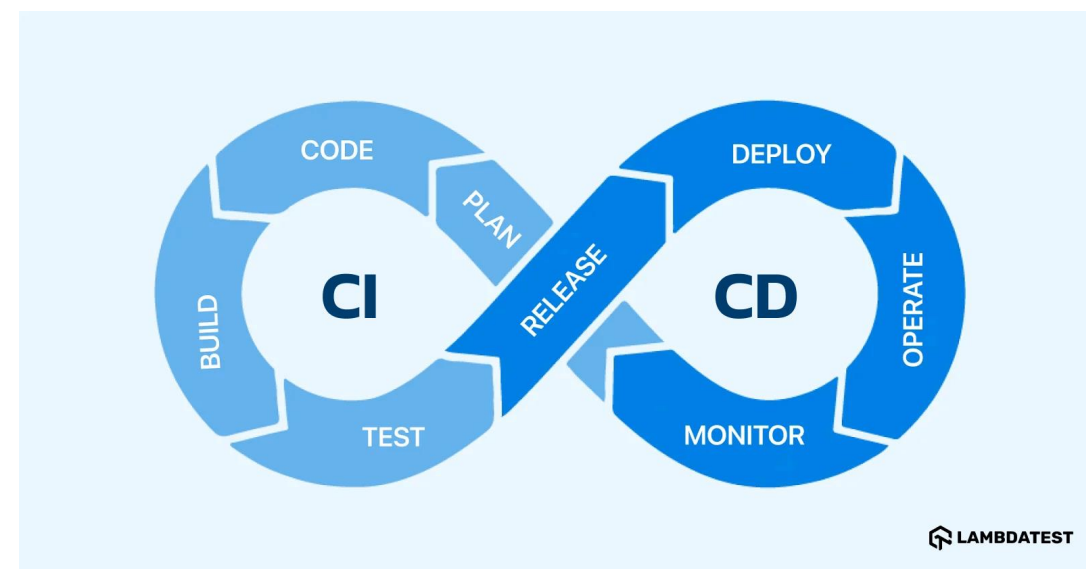 CODE
PLAN
BUILD
TEST
CI
RELEASE
DEPLOY
OPERATE
MONITOR
CD
LAMBDATEST